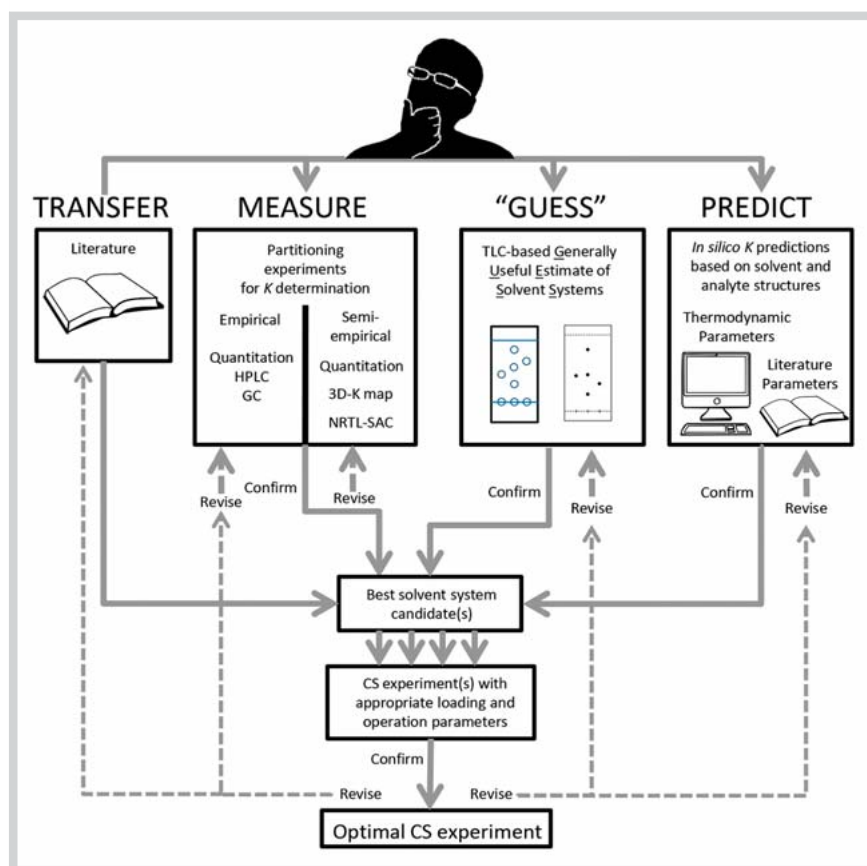 TRANSFER
Literature
MEASURE
Partitioning
experiments
for K determination
Empirical
Quantitation
HPLC
GC
Semi-
empirical
Quantitation
3D-K map
NRTL-SAC
“GUESS”
TLC-based Generally
Useful Estimate of
Solvent Systems
PREDICT
In silico K predictions
based on solvent and
analyte structures
Thermodynamic
Parameters
Literature
Parameters
Revise
Confirm
Revise
Confirm
Revise
Confirm
Revise
Best solvent system
candidate(s)
CS experiment(s) with
appropriate loading and
operation parameters
Confirm
Revise
Revise
Optimal CS experiment